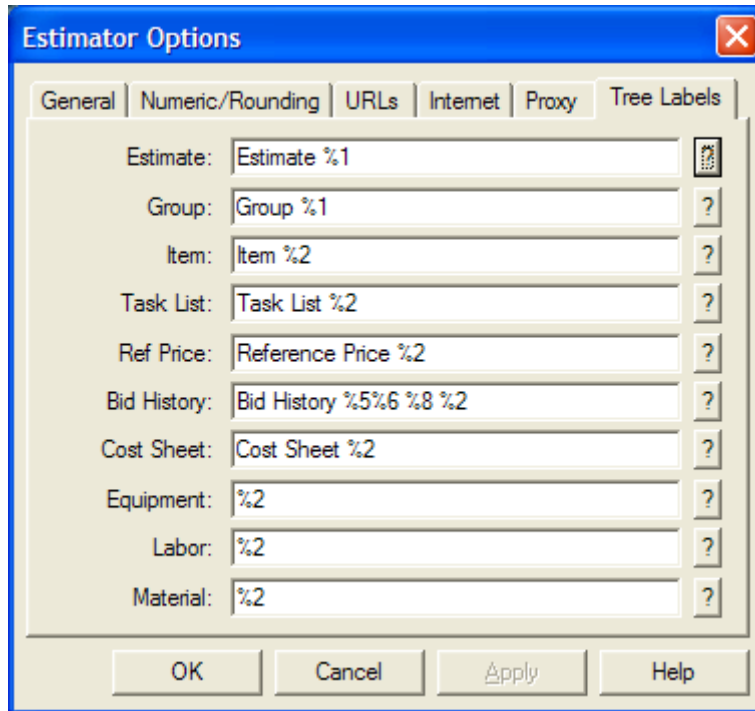 Estimator Options
General Numeric/Rounding URLs Internet Proxy Tree Labels
Estimate: Estimate %1 ?
Group: Group %1 ?
Item: Item %2 ?
Task List: Task List %2 ?
Ref Price: Reference Price %2 ?
Bid History: Bid History %5%6 %8 %2 ?
Cost Sheet: Cost Sheet %2 ?
Equipment: %2 ?
Labor: %2 ?
Material: %2 ?
OK Cancel Apply Help